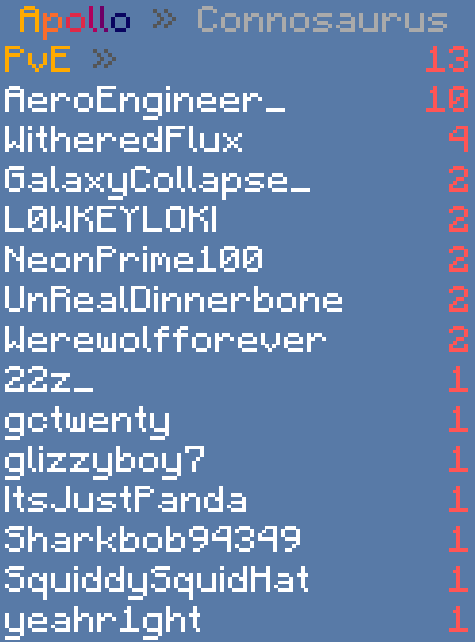 Apollo » Connosaurus
PvE » 13
AeroEngineer_ 10
WitheredFlux 4
GalaxyCollapse_ 2
L0WKEYLOKI 2
NeonPrime100 2
UnRealDinnerbone 2
Werewolfforever 2
22z_ 1
gctwenty 1
glizzyboy7 1
ItsJustPanda 1
Sharkbob94349 1
SquiddySquidHat 1
yeahr1ght 1